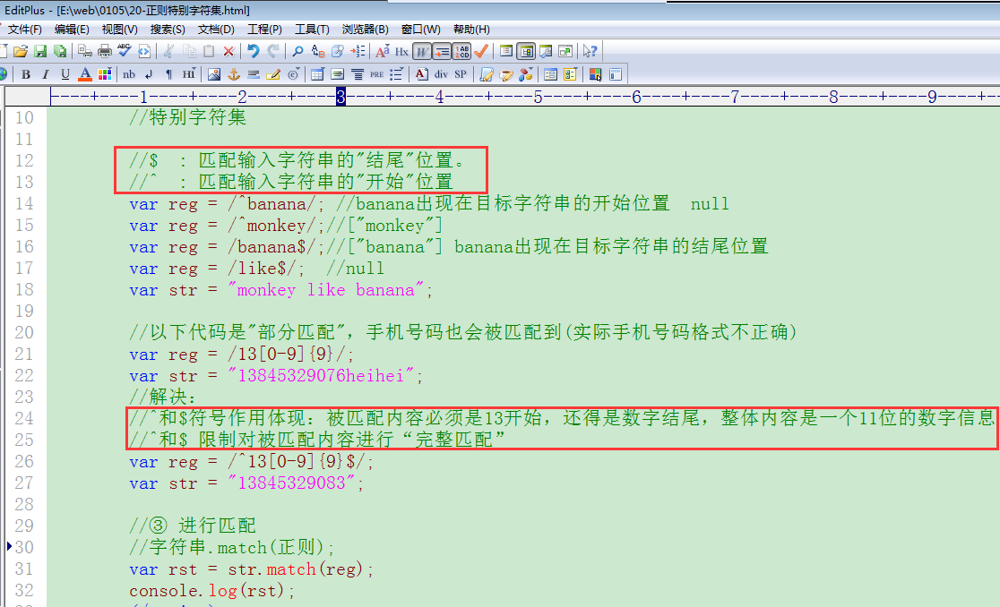 EditPlus - [E:\web\0105\20-正则特别字符集.html]
文件(F) 编辑(E) 视图(V) 搜索(S) 文档(D) 工程(P) 工具(T) 浏览器(B) 窗口(W) 帮助(H)
ABC Hx W 1AB 2CD
B I U A nb ¶ HI © PRE A div SP
----+----1----+----2----+----3----+----4----+----5----+----6----+----7----+----8----+----9----+--
10 //特别字符集
11
12 //$  : 匹配输入字符串的"结尾"位置。
13 //^  : 匹配输入字符串的"开始"位置
14 var reg = /^banana/; //banana出现在目标字符串的开始位置  null
15 var reg = /^monkey/;//["monkey"]
16 var reg = /banana$/;//["banana"] banana出现在目标字符串的结尾位置
17 var reg = /like$/;  //null
18 var str = "monkey like banana";
19
20 //以下代码是"部分匹配"，手机号码也会被匹配到(实际手机号码格式不正确)
21 var reg = /13[0-9]{9}/;
22 var str = "13845329076heihei";
23 //解决：
24 //^和$符号作用体现：被匹配内容必须是13开始，还得是数字结尾，整体内容是一个11位的数字信息
25 //^和$ 限制对被匹配内容进行“完整匹配”
26 var reg = /^13[0-9]{9}$/;
27 var str = "13845329083";
28
29 //③ 进行匹配
30 //字符串.match(正则);
31 var rst = str.match(reg);
32 console.log(rst);